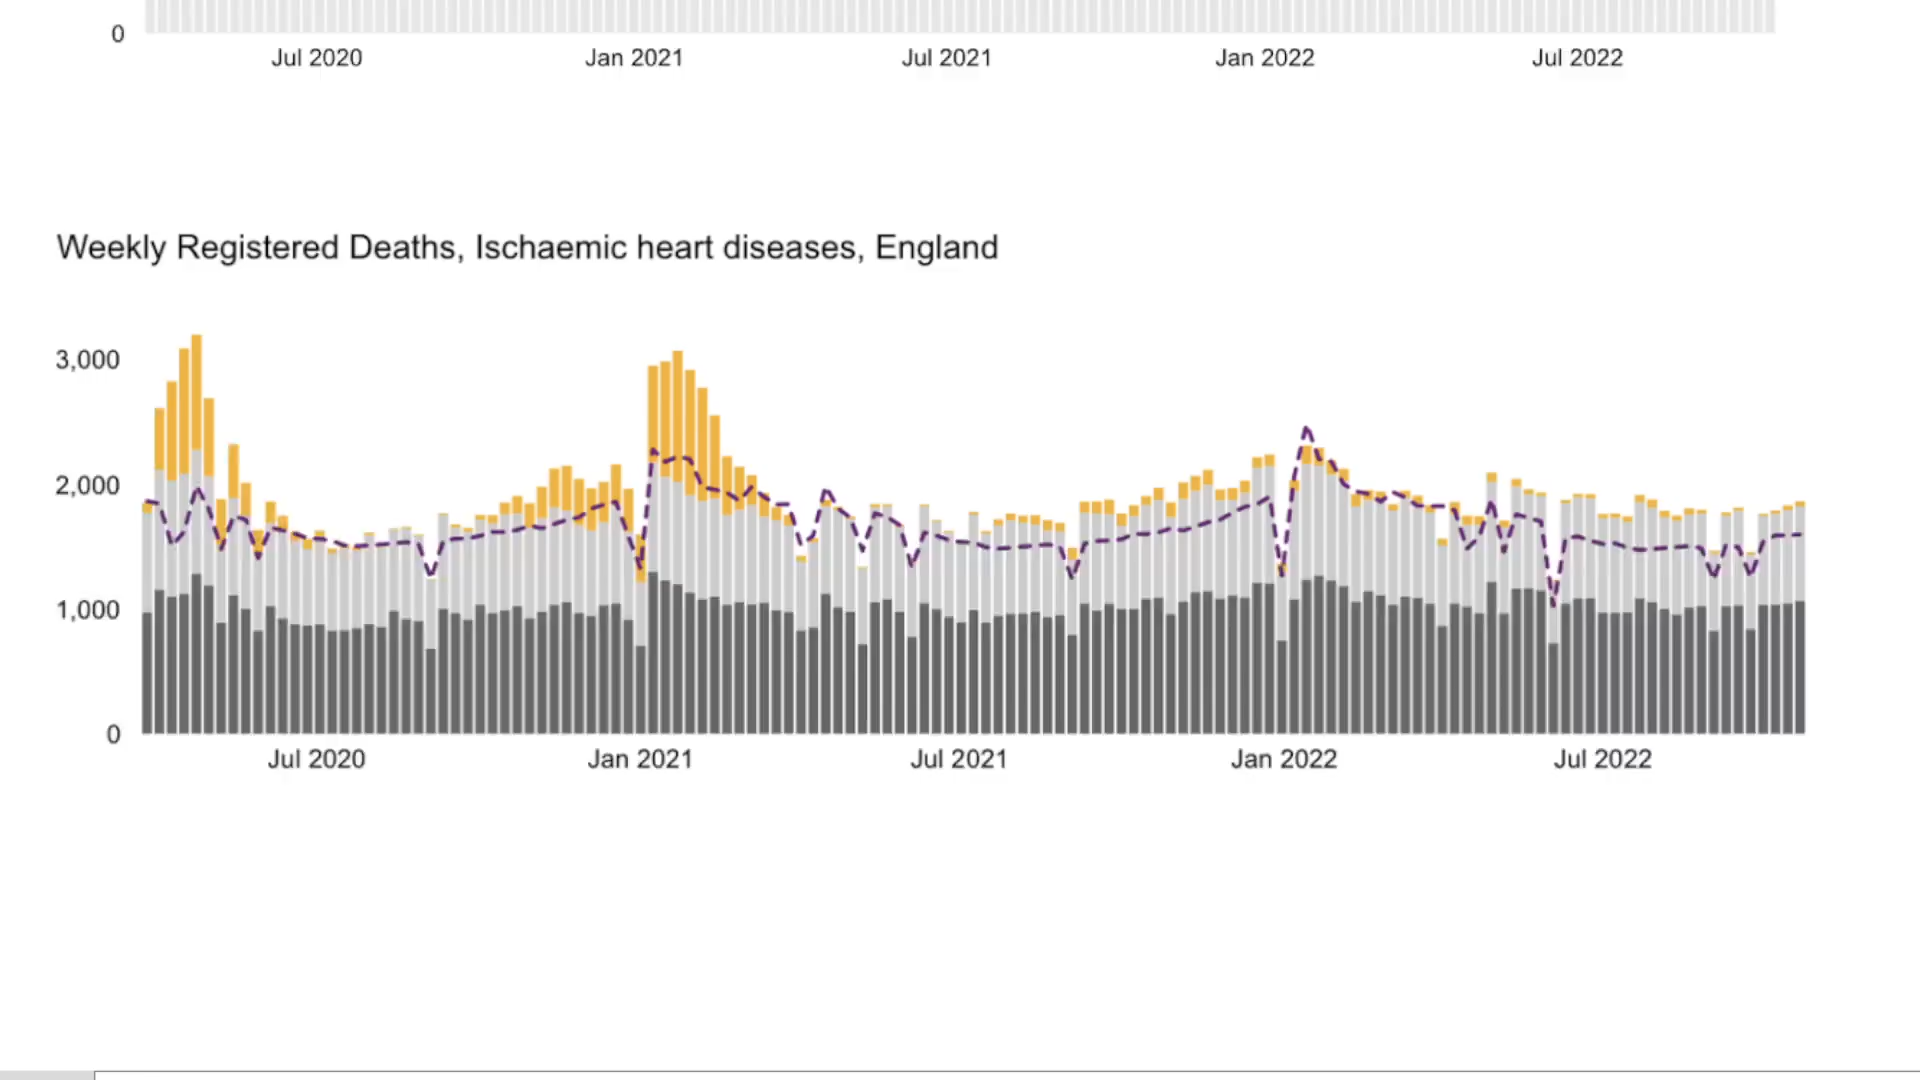 0
Jul 2020 Jan 2021 Jul 2021 Jan 2022 Jul 2022
Weekly Registered Deaths, Ischaemic heart diseases, England
3,000
2,000
1,000
0
Jul 2020 Jan 2021 Jul 2021 Jan 2022 Jul 2022